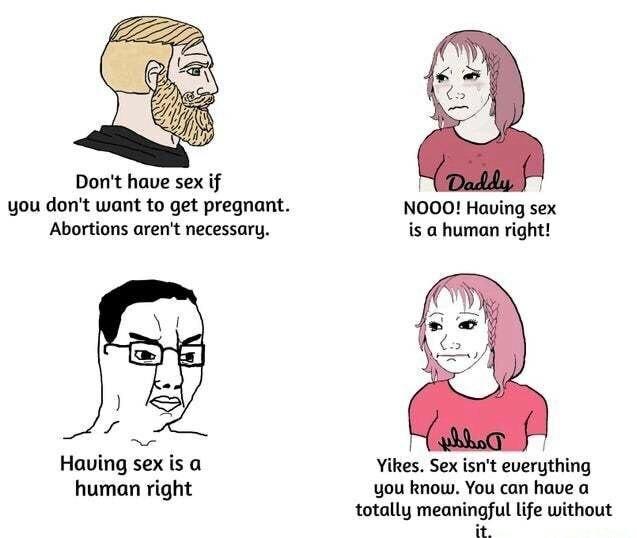 Don't have sex if
you don't want to get pregnant.
Abortions aren't necessary.
Daddy
NOOO! Having sex
is a human right!
Having sex is a
human right
Daddy
Yikes. Sex isn't everything
you know. You can have a
totally meaningful life without
it.